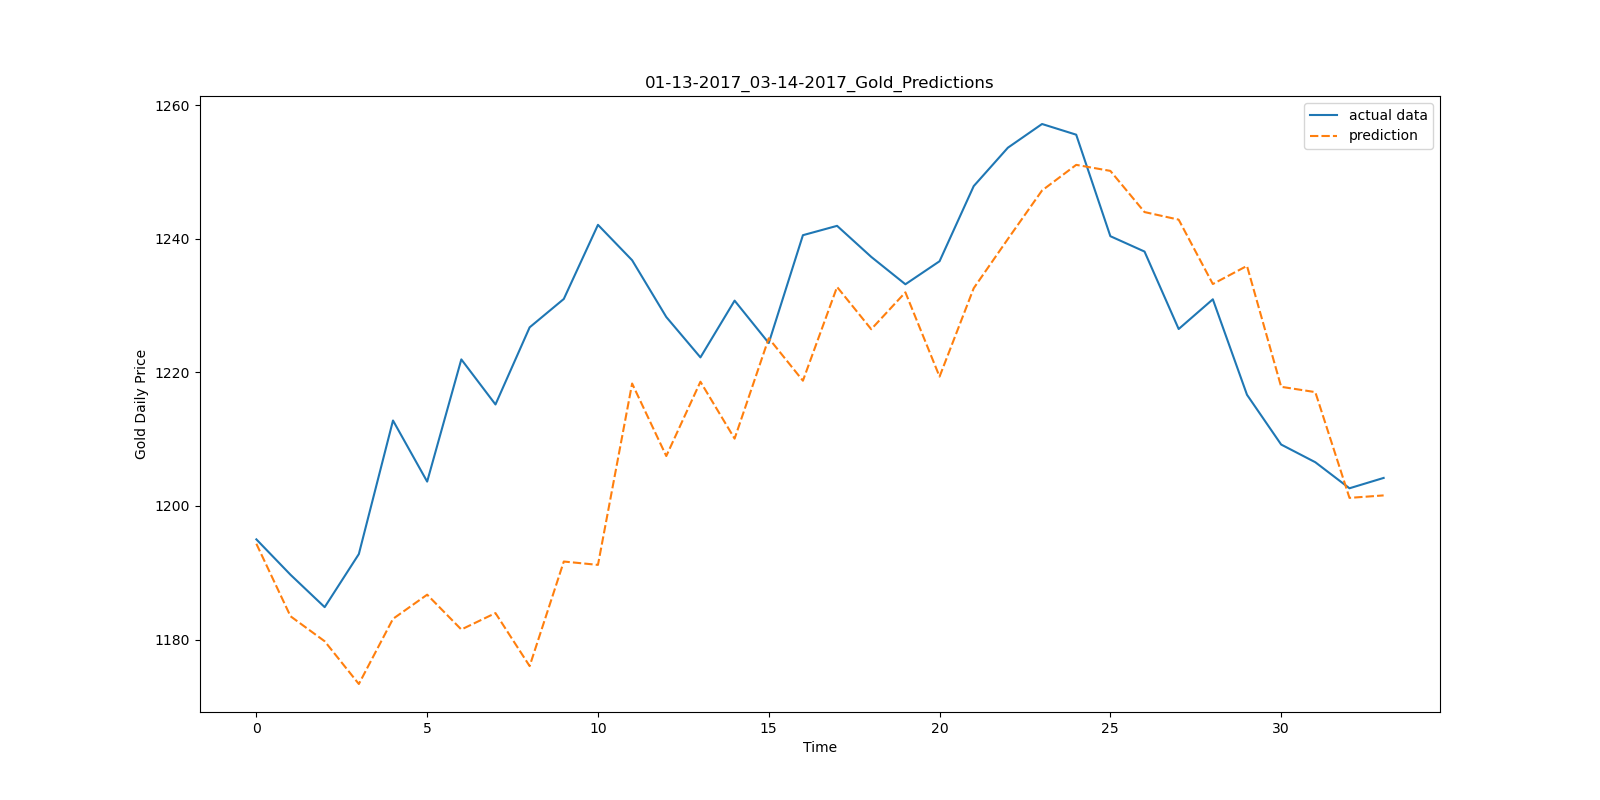 01-13-2017_03-14-2017_Gold_Predictions
actual data
prediction
Gold Daily Price
1260
1240
1220
1200
1180
0 5 10 15 20 25 30
Time